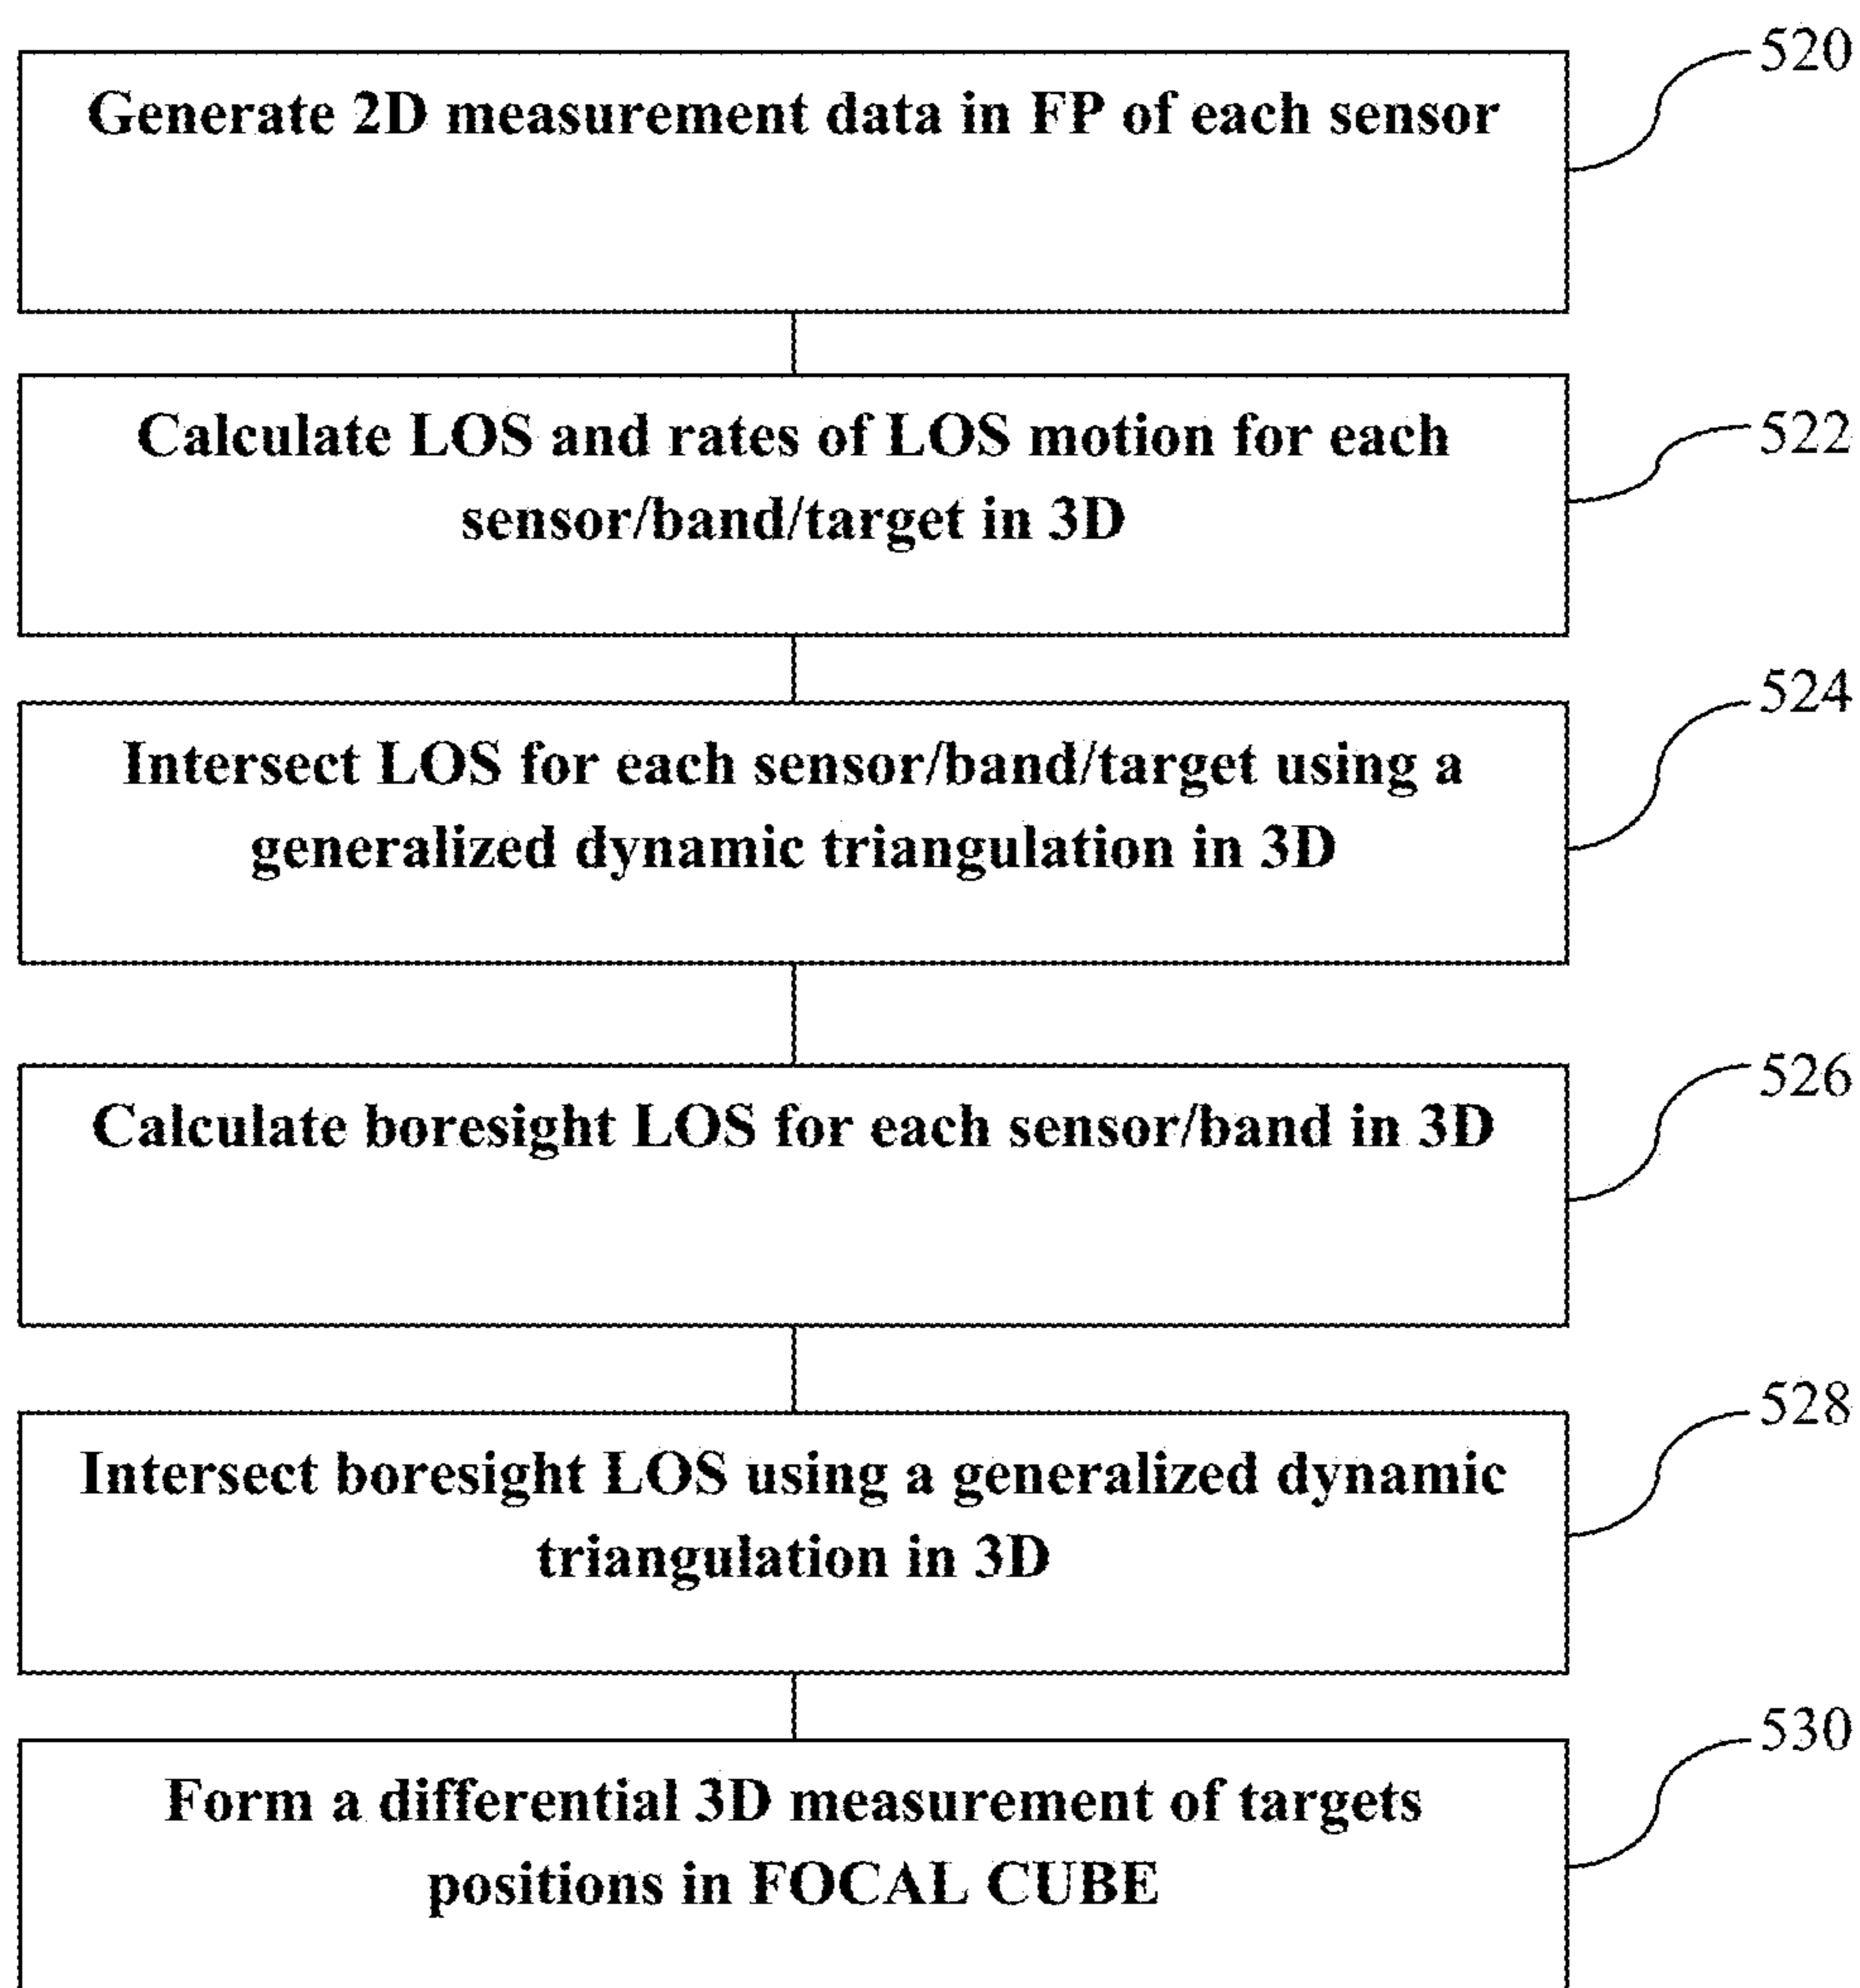 520
Generate 2D measurement data in FP of each sensor
522
Calculate LOS and rates of LOS motion for each
sensor/band/target in 3D
524
Intersect LOS for each sensor/band/target using a
generalized dynamic triangulation in 3D
526
Calculate boresight LOS for each sensor/band in 3D
528
Intersect boresight LOS using a generalized dynamic
triangulation in 3D
530
Form a differential 3D measurement of targets
positions in FOCAL CUBE